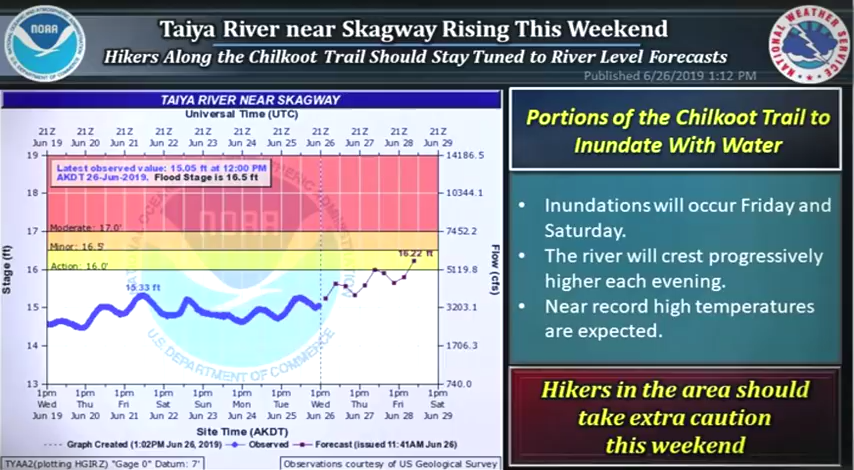 Taiya River near Skagway Rising This Weekend
Hikers Along the Chilkoot Trail Should Stay Tuned to River Level Forecasts
Published 6/26/2019 1:12 PM
NOAA
NATIONAL WEATHER SERVICE
TAIYA RIVER NEAR SKAGWAY
Universal Time (UTC)
21Z 21Z 21Z 21Z 21Z 21Z 21Z 21Z 21Z 21Z 21Z
Jun 19 Jun 20 Jun 21 Jun 22 Jun 23 Jun 24 Jun 25 Jun 26 Jun 27 Jun 28 Jun 29
Latest observed value: 15.05 ft at 12:00 PM
AKDT 26-Jun-2019. Flood Stage is 16.5 ft
19 14186.5
18 10344.1
Moderate: 17.0'
17 7452.2
Minor: 16.5'
16.22 ft
Action: 16.0'
16 5119.8
15.33 ft
15 3203.1
14 1706.3
13 740.0
Stage (ft)
Flow (cfs)
NOAA
U.S. DEPARTMENT OF COMMERCE
1pm 1pm 1pm 1pm 1pm 1pm 1pm 1pm 1pm 1pm 1pm
Wed Thu Fri Sat Sun Mon Tue Wed Thu Fri Sat
Jun 19 Jun 20 Jun 21 Jun 22 Jun 23 Jun 24 Jun 25 Jun 26 Jun 27 Jun 28 Jun 29
Site Time (AKDT)
Graph Created (1:02PM Jun 26, 2019) Observed Forecast (issued 11:41AM Jun 26)
TYAA2(plotting HGIRZ) "Gage 0" Datum: 7'
Observations courtesy of US Geological Survey
Portions of the Chilkoot Trail to
Inundate With Water
• Inundations will occur Friday and
Saturday.
• The river will crest progressively
higher each evening.
• Near record high temperatures
are expected.
Hikers in the area should
take extra caution
this weekend